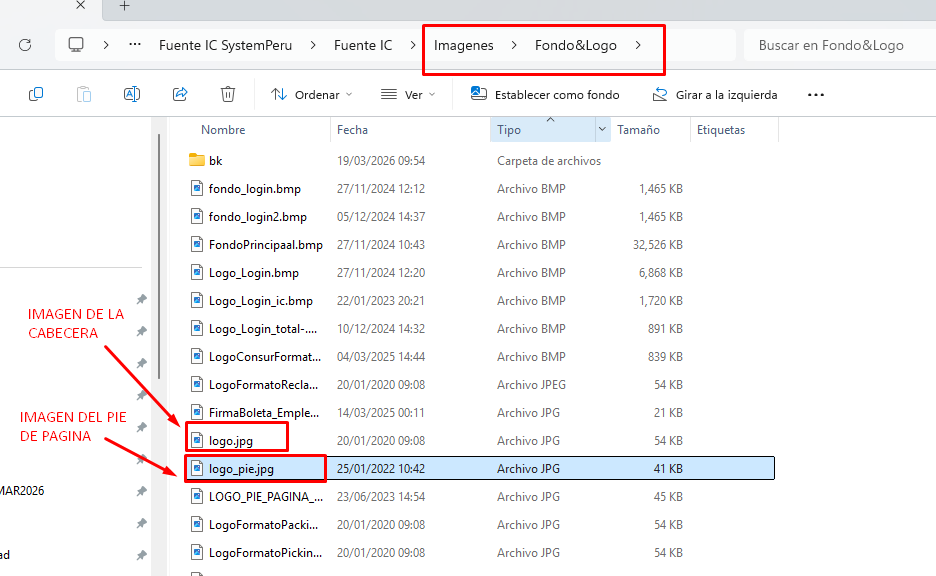 Fuente IC SystemPeru > Fuente IC > Imagenes > Fondo&Logo >
Buscar en Fondo&Logo
Ordenar
Ver
Establecer como fondo
Girar a la izquierda
Nombre Fecha Tipo Tamaño Etiquetas
bk 19/03/2026 09:54 Carpeta de archivos
fondo_login.bmp 27/11/2024 12:12 Archivo BMP 1,465 KB
fondo_login2.bmp 05/12/2024 14:37 Archivo BMP 1,465 KB
FondoPrincipaal.bmp 27/11/2024 10:43 Archivo BMP 32,526 KB
Logo_Login.bmp 27/11/2024 12:20 Archivo BMP 6,868 KB
Logo_Login_ic.bmp 22/01/2023 20:21 Archivo BMP 1,720 KB
Logo_Login_total-.... 10/12/2024 14:32 Archivo BMP 891 KB
LogoConsurFormat... 04/03/2025 14:44 Archivo BMP 839 KB
LogoFormatoRecla... 20/01/2020 09:08 Archivo JPEG 54 KB
FirmaBoleta_Emple... 14/03/2025 00:11 Archivo JPG 21 KB
logo.jpg 20/01/2020 09:08 Archivo JPG 54 KB
logo_pie.jpg 25/01/2022 10:42 Archivo JPG 41 KB
LOGO_PIE_PAGINA_... 23/06/2023 14:54 Archivo JPG 45 KB
LogoFormatoPacki... 20/01/2020 09:08 Archivo JPG 54 KB
LogoFormatoPickin... 20/01/2020 09:08 Archivo JPG 54 KB
IMAGEN DE LA
CABECERA
IMAGEN DEL PIE
DE PAGINA
MAR2026
ad